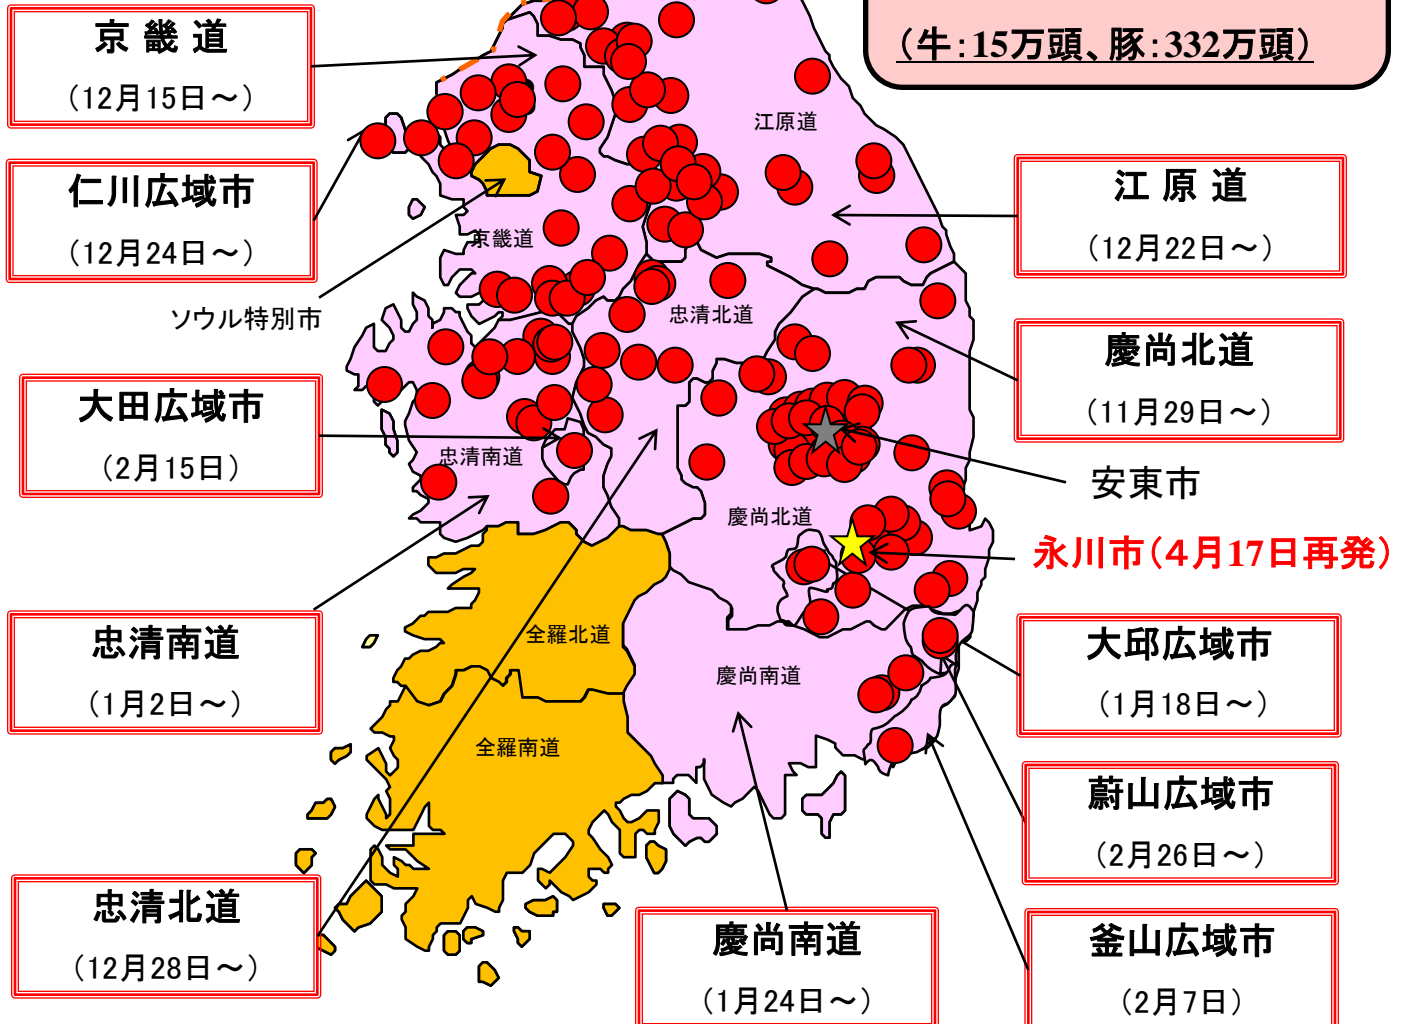 京 畿 道
（12月15日～）
（牛：15万頭、豚：332万頭）
江原道
仁川広域市
（12月24日～）
江 原 道
（12月22日～）
京畿道
ソウル特別市
忠清北道
慶尚北道
（11月29日～）
大田広域市
（2月15日）
忠清南道
安東市
慶尚北道
永川市（４月17日再発）
忠清南道
（1月2日～）
全羅北道
慶尚南道
大邱広域市
（1月18日～）
全羅南道
蔚山広域市
（2月26日～）
忠清北道
（12月28日～）
慶尚南道
（1月24日～）
釜山広域市
（2月7日）